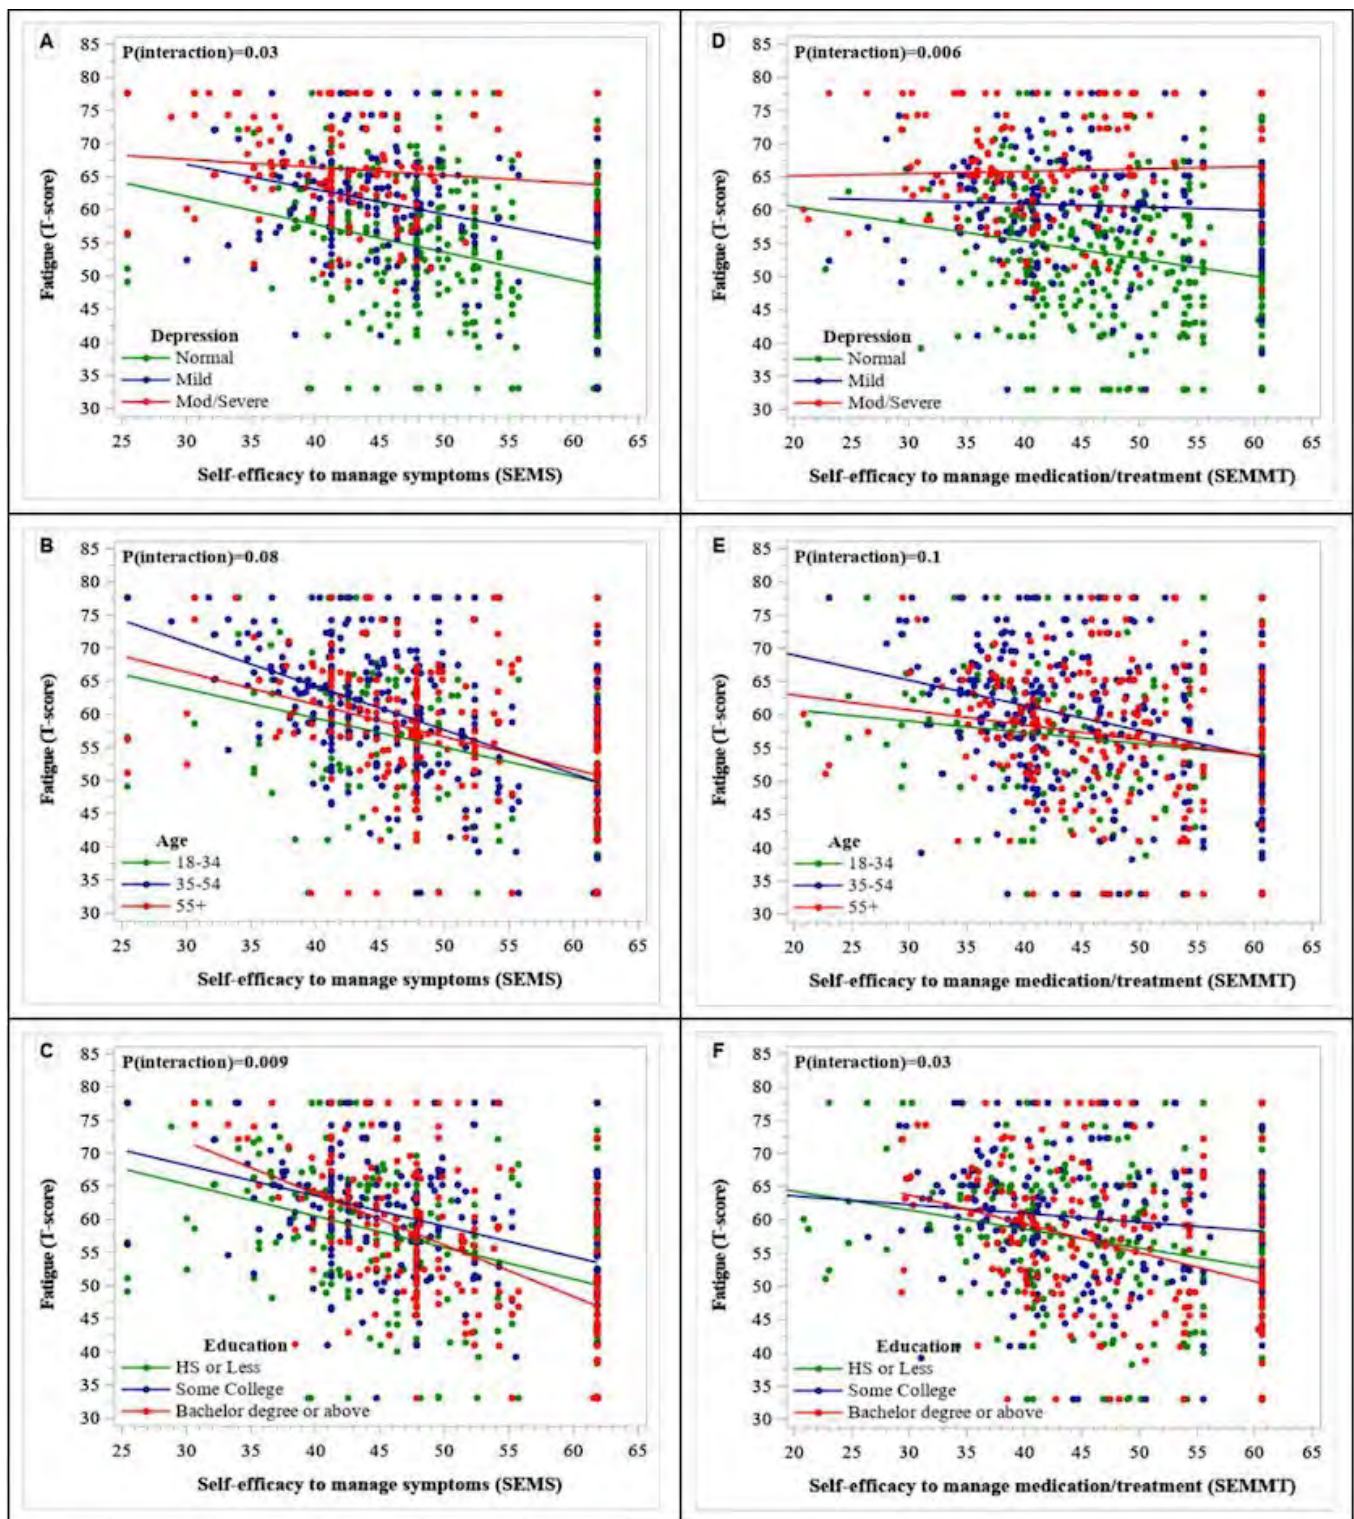 A
P(interaction)=0.03
85
80
75
70
65
60
55
50
45
40
35
30
Fatigue (T-score)
Depression
Normal
Mild
Mod/Severe
25 30 35 40 45 50 55 60 65
Self-efficacy to manage symptoms (SEMS)
D
P(interaction)=0.006
85
80
75
70
65
60
55
50
45
40
35
30
Fatigue (T-score)
Depression
Normal
Mild
Mod/Severe
20 25 30 35 40 45 50 55 60 65
Self-efficacy to manage medication/treatment (SEMMT)
B
P(interaction)=0.08
85
80
75
70
65
60
55
50
45
40
35
30
Fatigue (T-score)
Age
18-34
35-54
55+
25 30 35 40 45 50 55 60 65
Self-efficacy to manage symptoms (SEMS)
E
P(interaction)=0.1
85
80
75
70
65
60
55
50
45
40
35
30
Fatigue (T-score)
Age
18-34
35-54
55+
20 25 30 35 40 45 50 55 60 65
Self-efficacy to manage medication/treatment (SEMMT)
C
P(interaction)=0.009
85
80
75
70
65
60
55
50
45
40
35
30
Fatigue (T-score)
Education
HS or Less
Some College
Bachelor degree or above
25 30 35 40 45 50 55 60 65
Self-efficacy to manage symptoms (SEMS)
F
P(interaction)=0.03
85
80
75
70
65
60
55
50
45
40
35
30
Fatigue (T-score)
Education
HS or Less
Some College
Bachelor degree or above
20 25 30 35 40 45 50 55 60 65
Self-efficacy to manage medication/treatment (SEMMT)